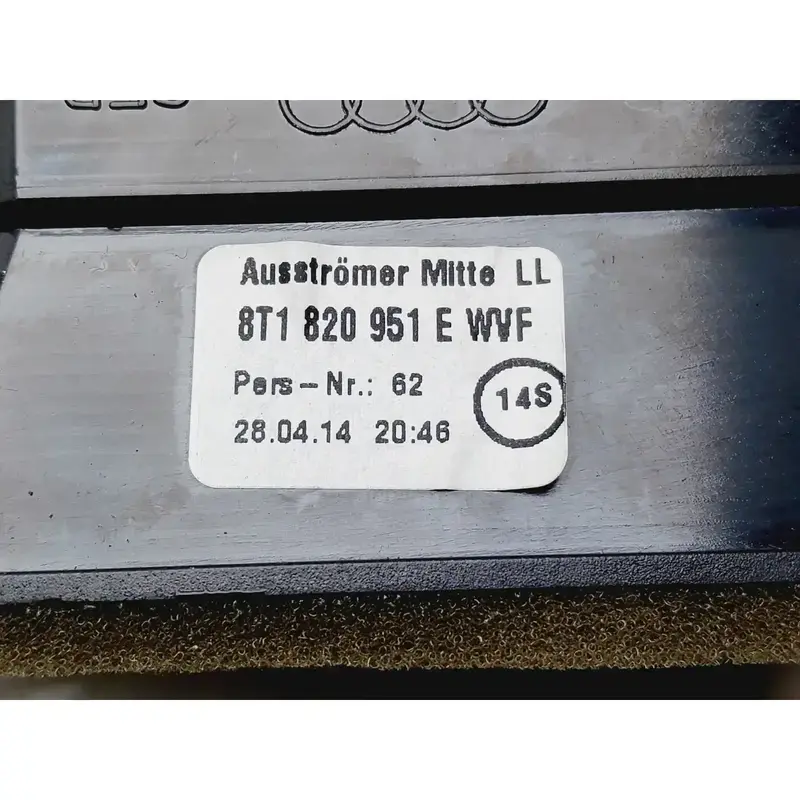 Ausströmer Mitte LL
8T1 820 951 E WVF
Pers-Nr.: 62
14S
28.04.14 20:46